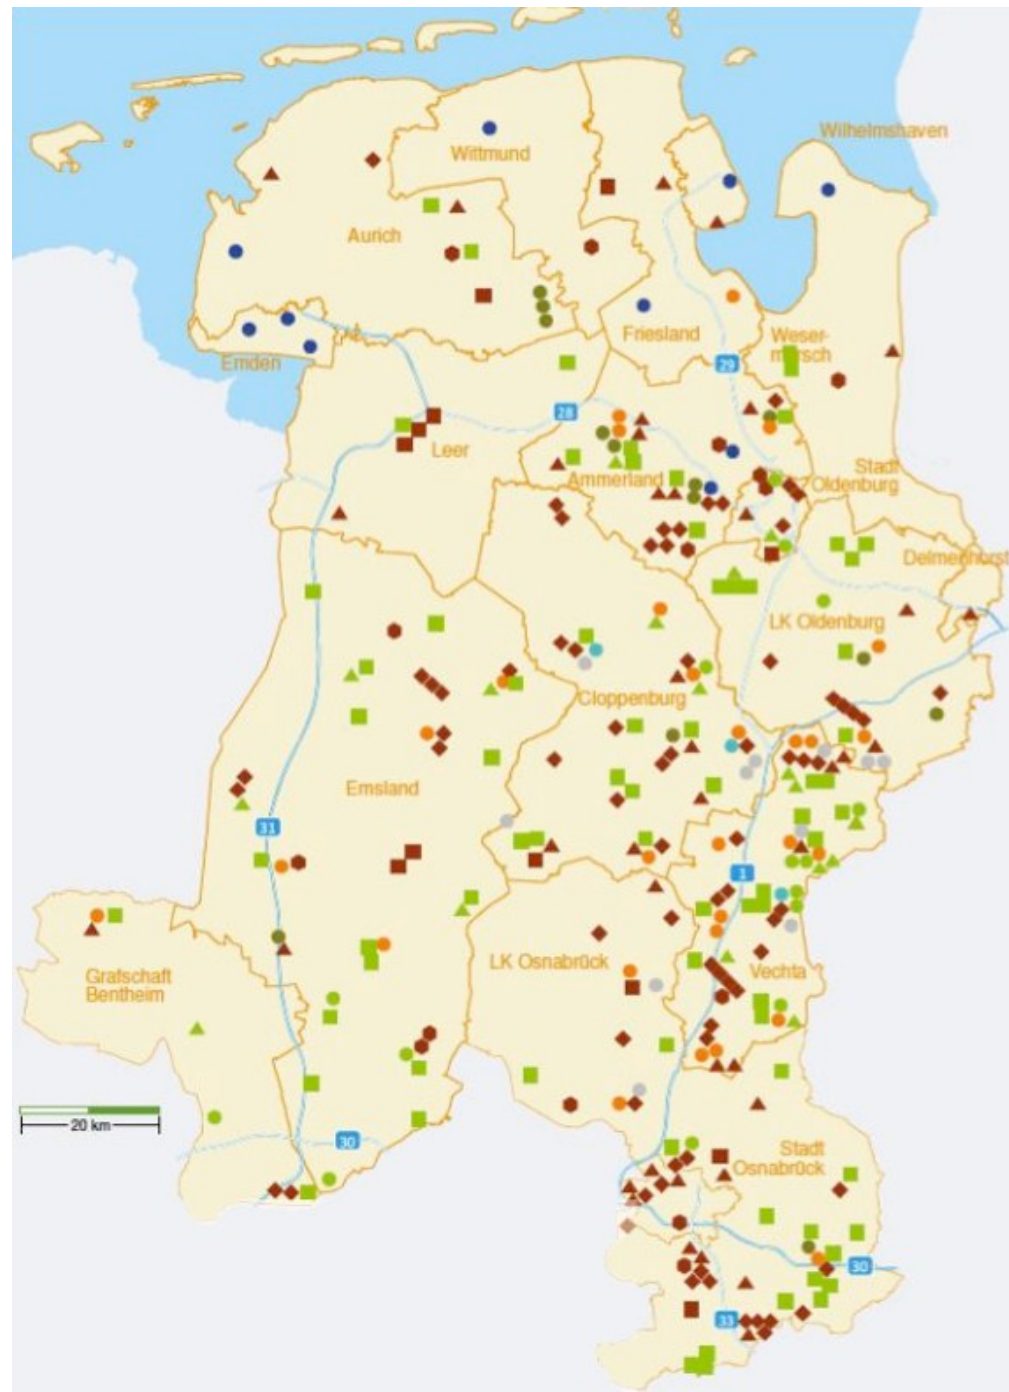 Wilhelmshaven
Wittmund
Aurich
Friesland
Weser-
marsch
Emden
29
28
Leer
Ammerland
Stadt
Oldenburg
Delmenhorst
LK Oldenburg
Cloppenburg
Emsland
31
1
LK Osnabrück
Vechta
Grafschaft
Bentheim
20 km
30
Stadt
Osnabrück
30
33